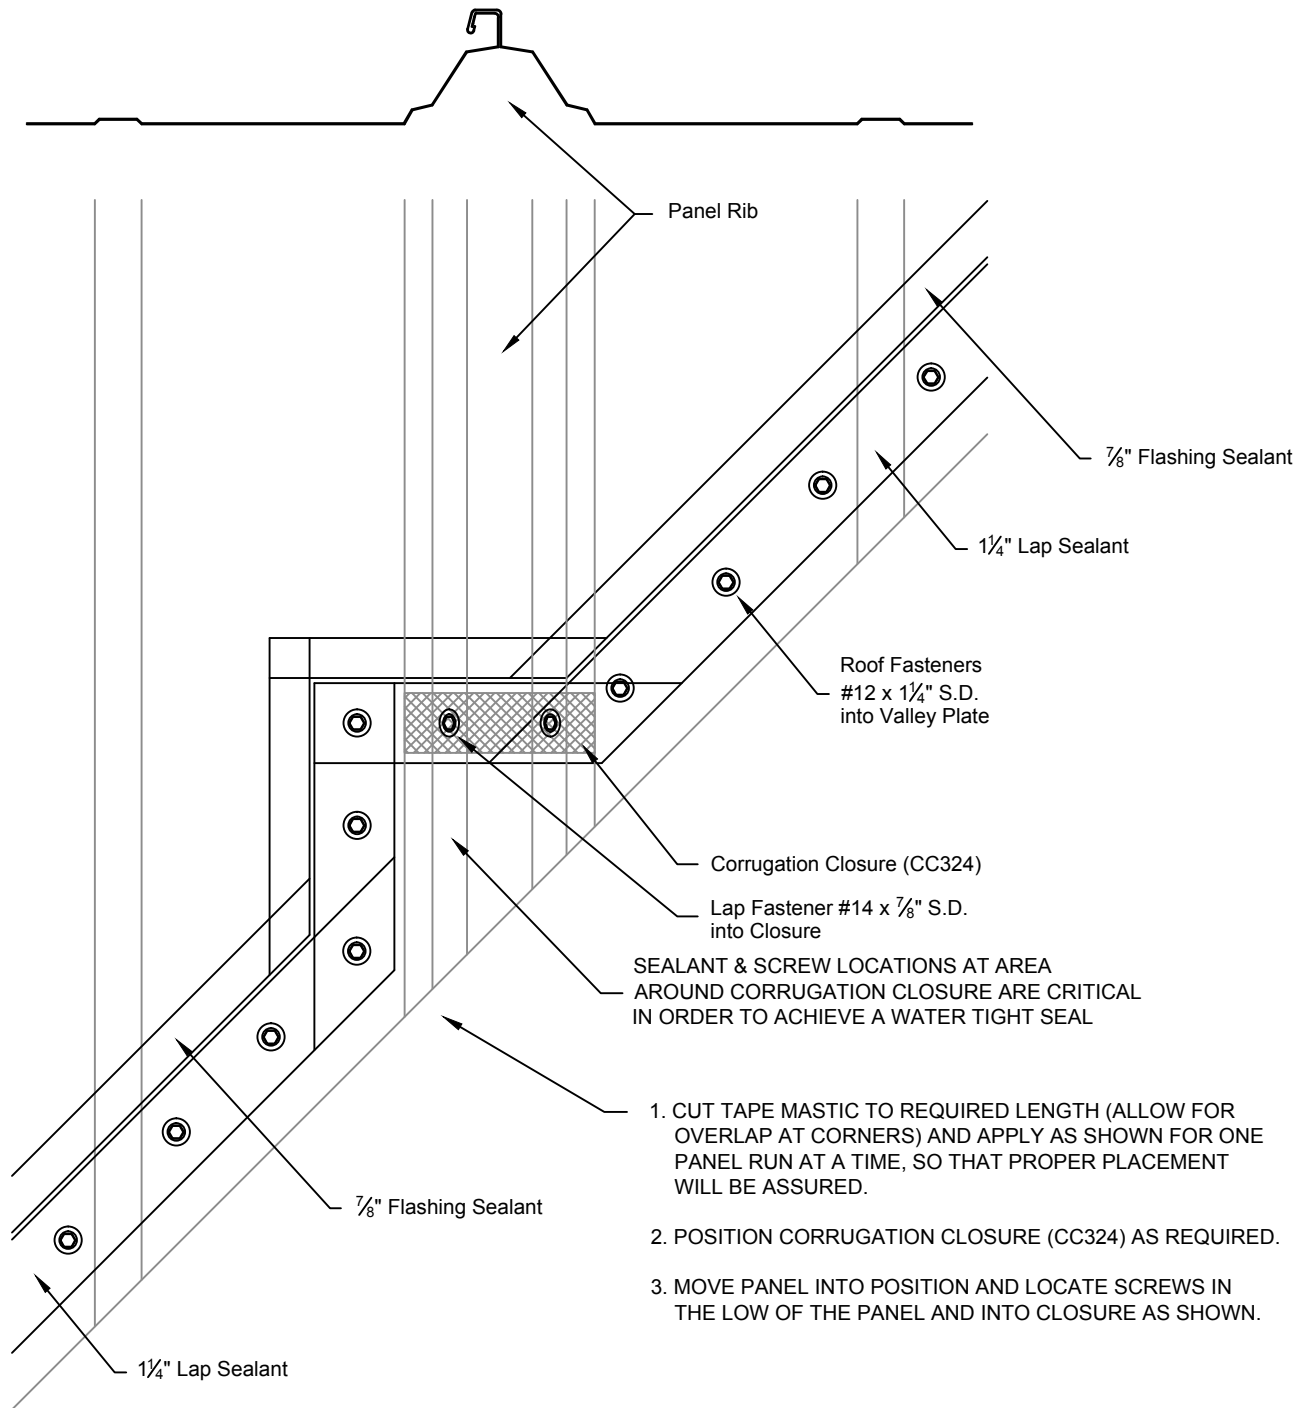 Panel Rib
⅞" Flashing Sealant
1¼" Lap Sealant
Roof Fasteners
#12 x 1¼" S.D.
into Valley Plate
Corrugation Closure (CC324)
Lap Fastener #14 x ⅞" S.D.
into Closure
SEALANT & SCREW LOCATIONS AT AREA
AROUND CORRUGATION CLOSURE ARE CRITICAL
IN ORDER TO ACHIEVE A WATER TIGHT SEAL
1. CUT TAPE MASTIC TO REQUIRED LENGTH (ALLOW FOR
OVERLAP AT CORNERS) AND APPLY AS SHOWN FOR ONE
PANEL RUN AT A TIME, SO THAT PROPER PLACEMENT
WILL BE ASSURED.
⅞" Flashing Sealant
2. POSITION CORRUGATION CLOSURE (CC324) AS REQUIRED.
3. MOVE PANEL INTO POSITION AND LOCATE SCREWS IN
THE LOW OF THE PANEL AND INTO CLOSURE AS SHOWN.
1¼" Lap Sealant